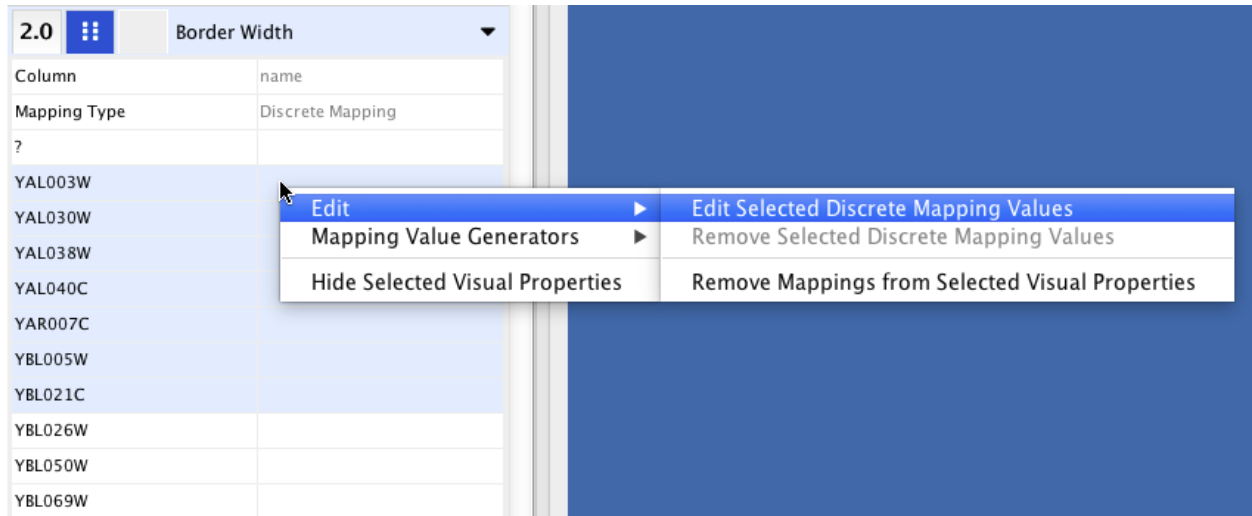 2.0 Border Width
Column name
Mapping Type Discrete Mapping
?
YAL003W
YAL030W
YAL038W
YAL040C
YAR007C
YBL005W
YBL021C
YBL026W
YBL050W
YBL069W
Edit
Mapping Value Generators
Hide Selected Visual Properties
Edit Selected Discrete Mapping Values
Remove Selected Discrete Mapping Values
Remove Mappings from Selected Visual Properties